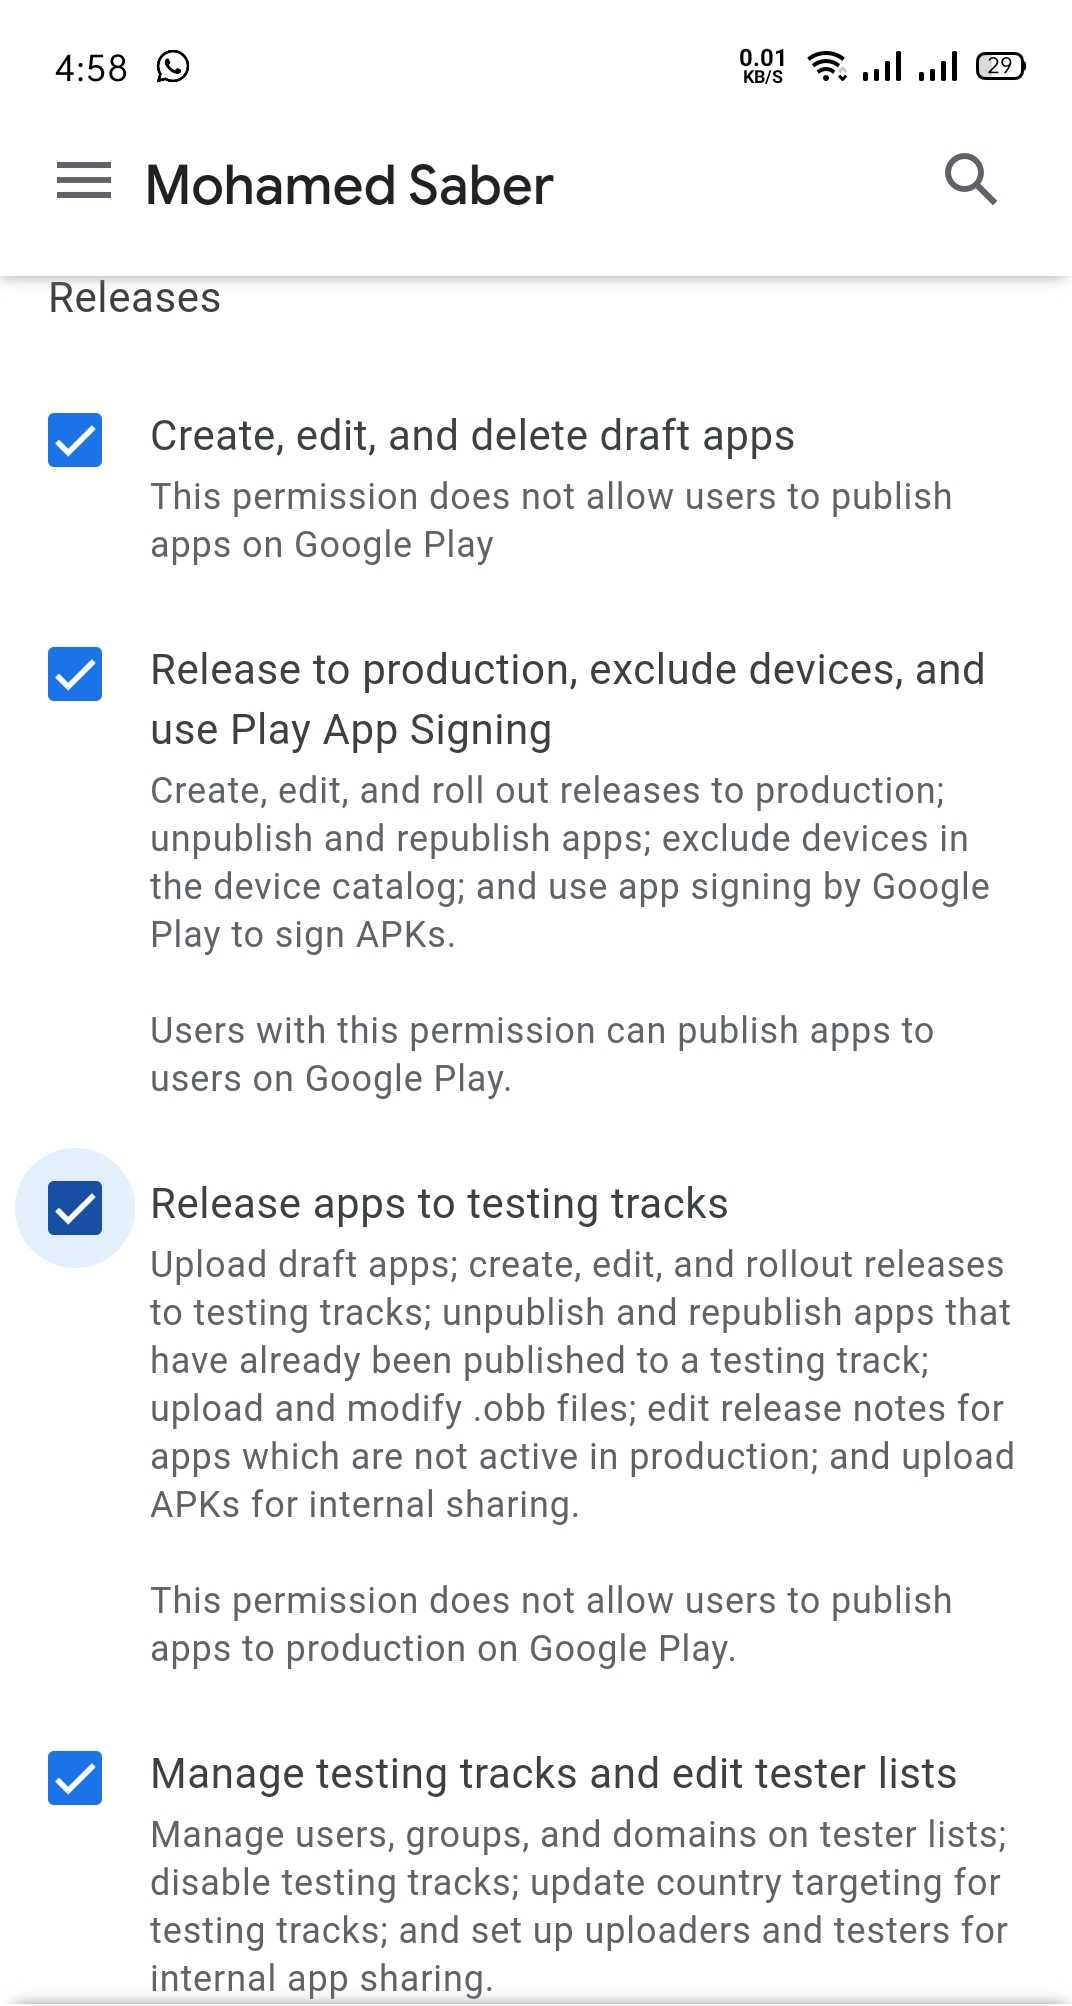 4:58
0.01
KB/S
29
Mohamed Saber
Releases
Create, edit, and delete draft apps
This permission does not allow users to publish
apps on Google Play
Release to production, exclude devices, and
use Play App Signing
Create, edit, and roll out releases to production;
unpublish and republish apps; exclude devices in
the device catalog; and use app signing by Google
Play to sign APKs.
Users with this permission can publish apps to
users on Google Play.
Release apps to testing tracks
Upload draft apps; create, edit, and rollout releases
to testing tracks; unpublish and republish apps that
have already been published to a testing track;
upload and modify .obb files; edit release notes for
apps which are not active in production; and upload
APKs for internal sharing.
This permission does not allow users to publish
apps to production on Google Play.
Manage testing tracks and edit tester lists
Manage users, groups, and domains on tester lists;
disable testing tracks; update country targeting for
testing tracks; and set up uploaders and testers for
internal app sharing.